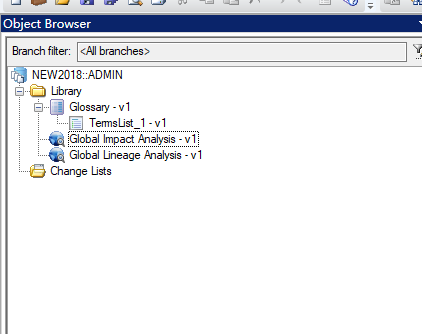 Object Browser
Branch filter: <All branches>
NEW2018::ADMIN
Library
Glossary - v1
TermsList_1 - v1
Global Impact Analysis - v1
Global Lineage Analysis - v1
Change Lists